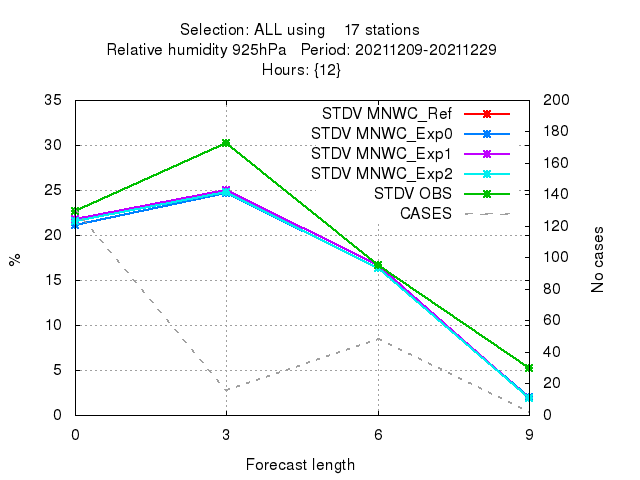 Selection: ALL using 17 stations
Relative humidity 925hPa Period: 20211209-20211229
Hours: {12}
35 200
STDV MNWC_Ref
180
30 STDV MNWC_Exp0
160
STDV MNWC_Exp1
25 STDV MNWC_Exp2 140
STDV OBS
20 CASES 120
% 15 100 No cases
80
10 60
5 40
20
0 0
0 3 6 9
Forecast length